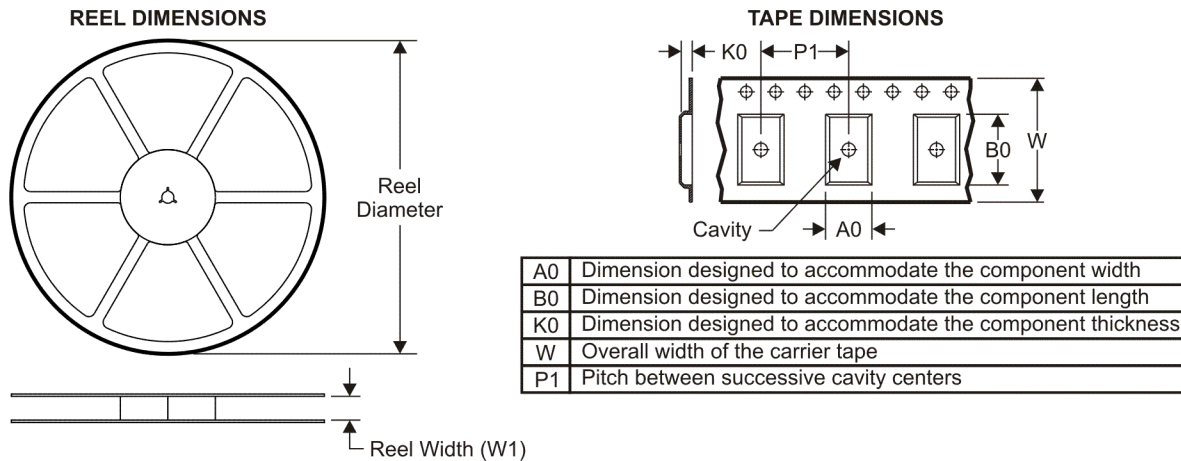 REEL DIMENSIONS
Reel
Diameter
Reel Width (W1)
TAPE DIMENSIONS
K0
P1
B0
W
Cavity
A0
A0 Dimension designed to accommodate the component width
B0 Dimension designed to accommodate the component length
K0 Dimension designed to accommodate the component thickness
W Overall width of the carrier tape
P1 Pitch between successive cavity centers